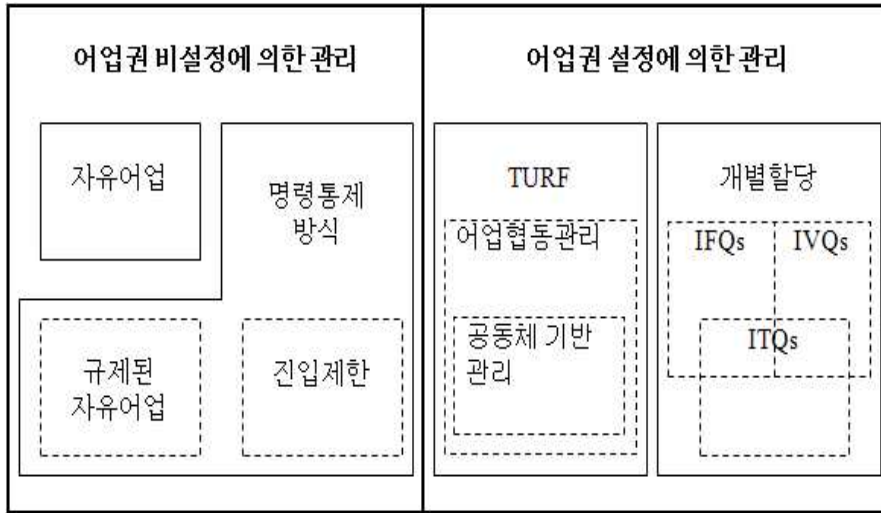 어업권 비설정에 의한 관리
자유어업
명령통제
방식
규제된
자유어업
진입제한
어업권 설정에 의한 관리
TURF
어업협동관리
공동체 기반
관리
개별할당
IFQs
IVQs
ITQs